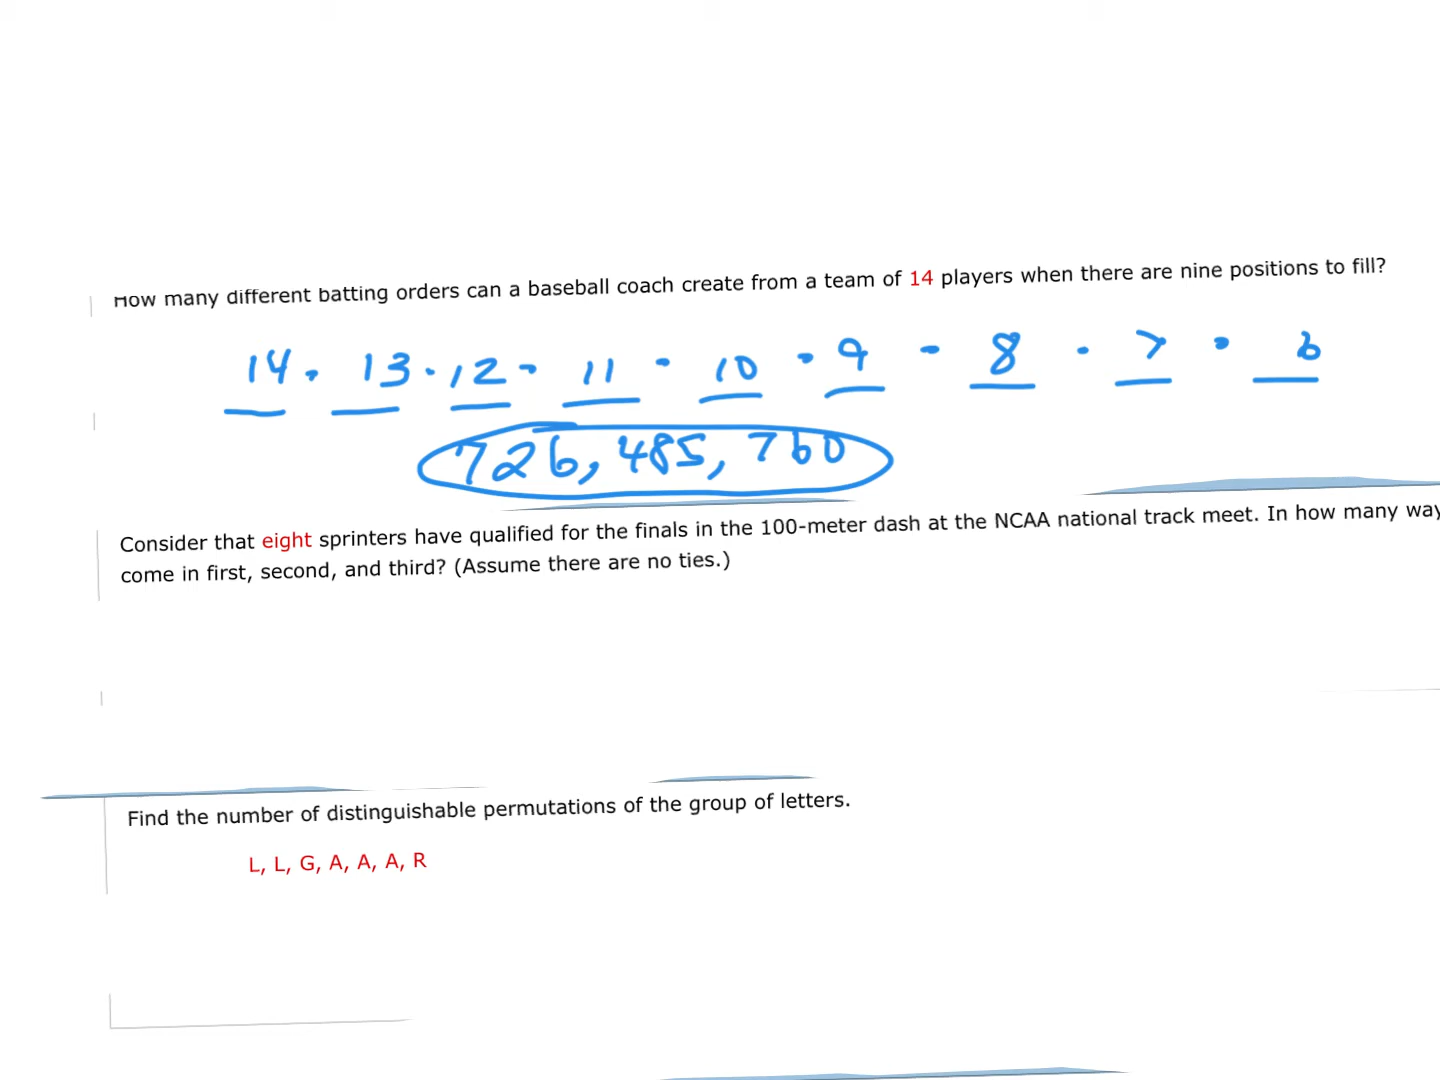 How many different batting orders can a baseball coach create from a team of 14 players when there are nine positions to fill?
14 · 13 · 12 · 11 · 10 · 9 · 8 · 7 · 6
726,485,760
Consider that eight sprinters have qualified for the finals in the 100-meter dash at the NCAA national track meet. In how many way
come in first, second, and third? (Assume there are no ties.)
Find the number of distinguishable permutations of the group of letters.
L, L, G, A, A, A, R